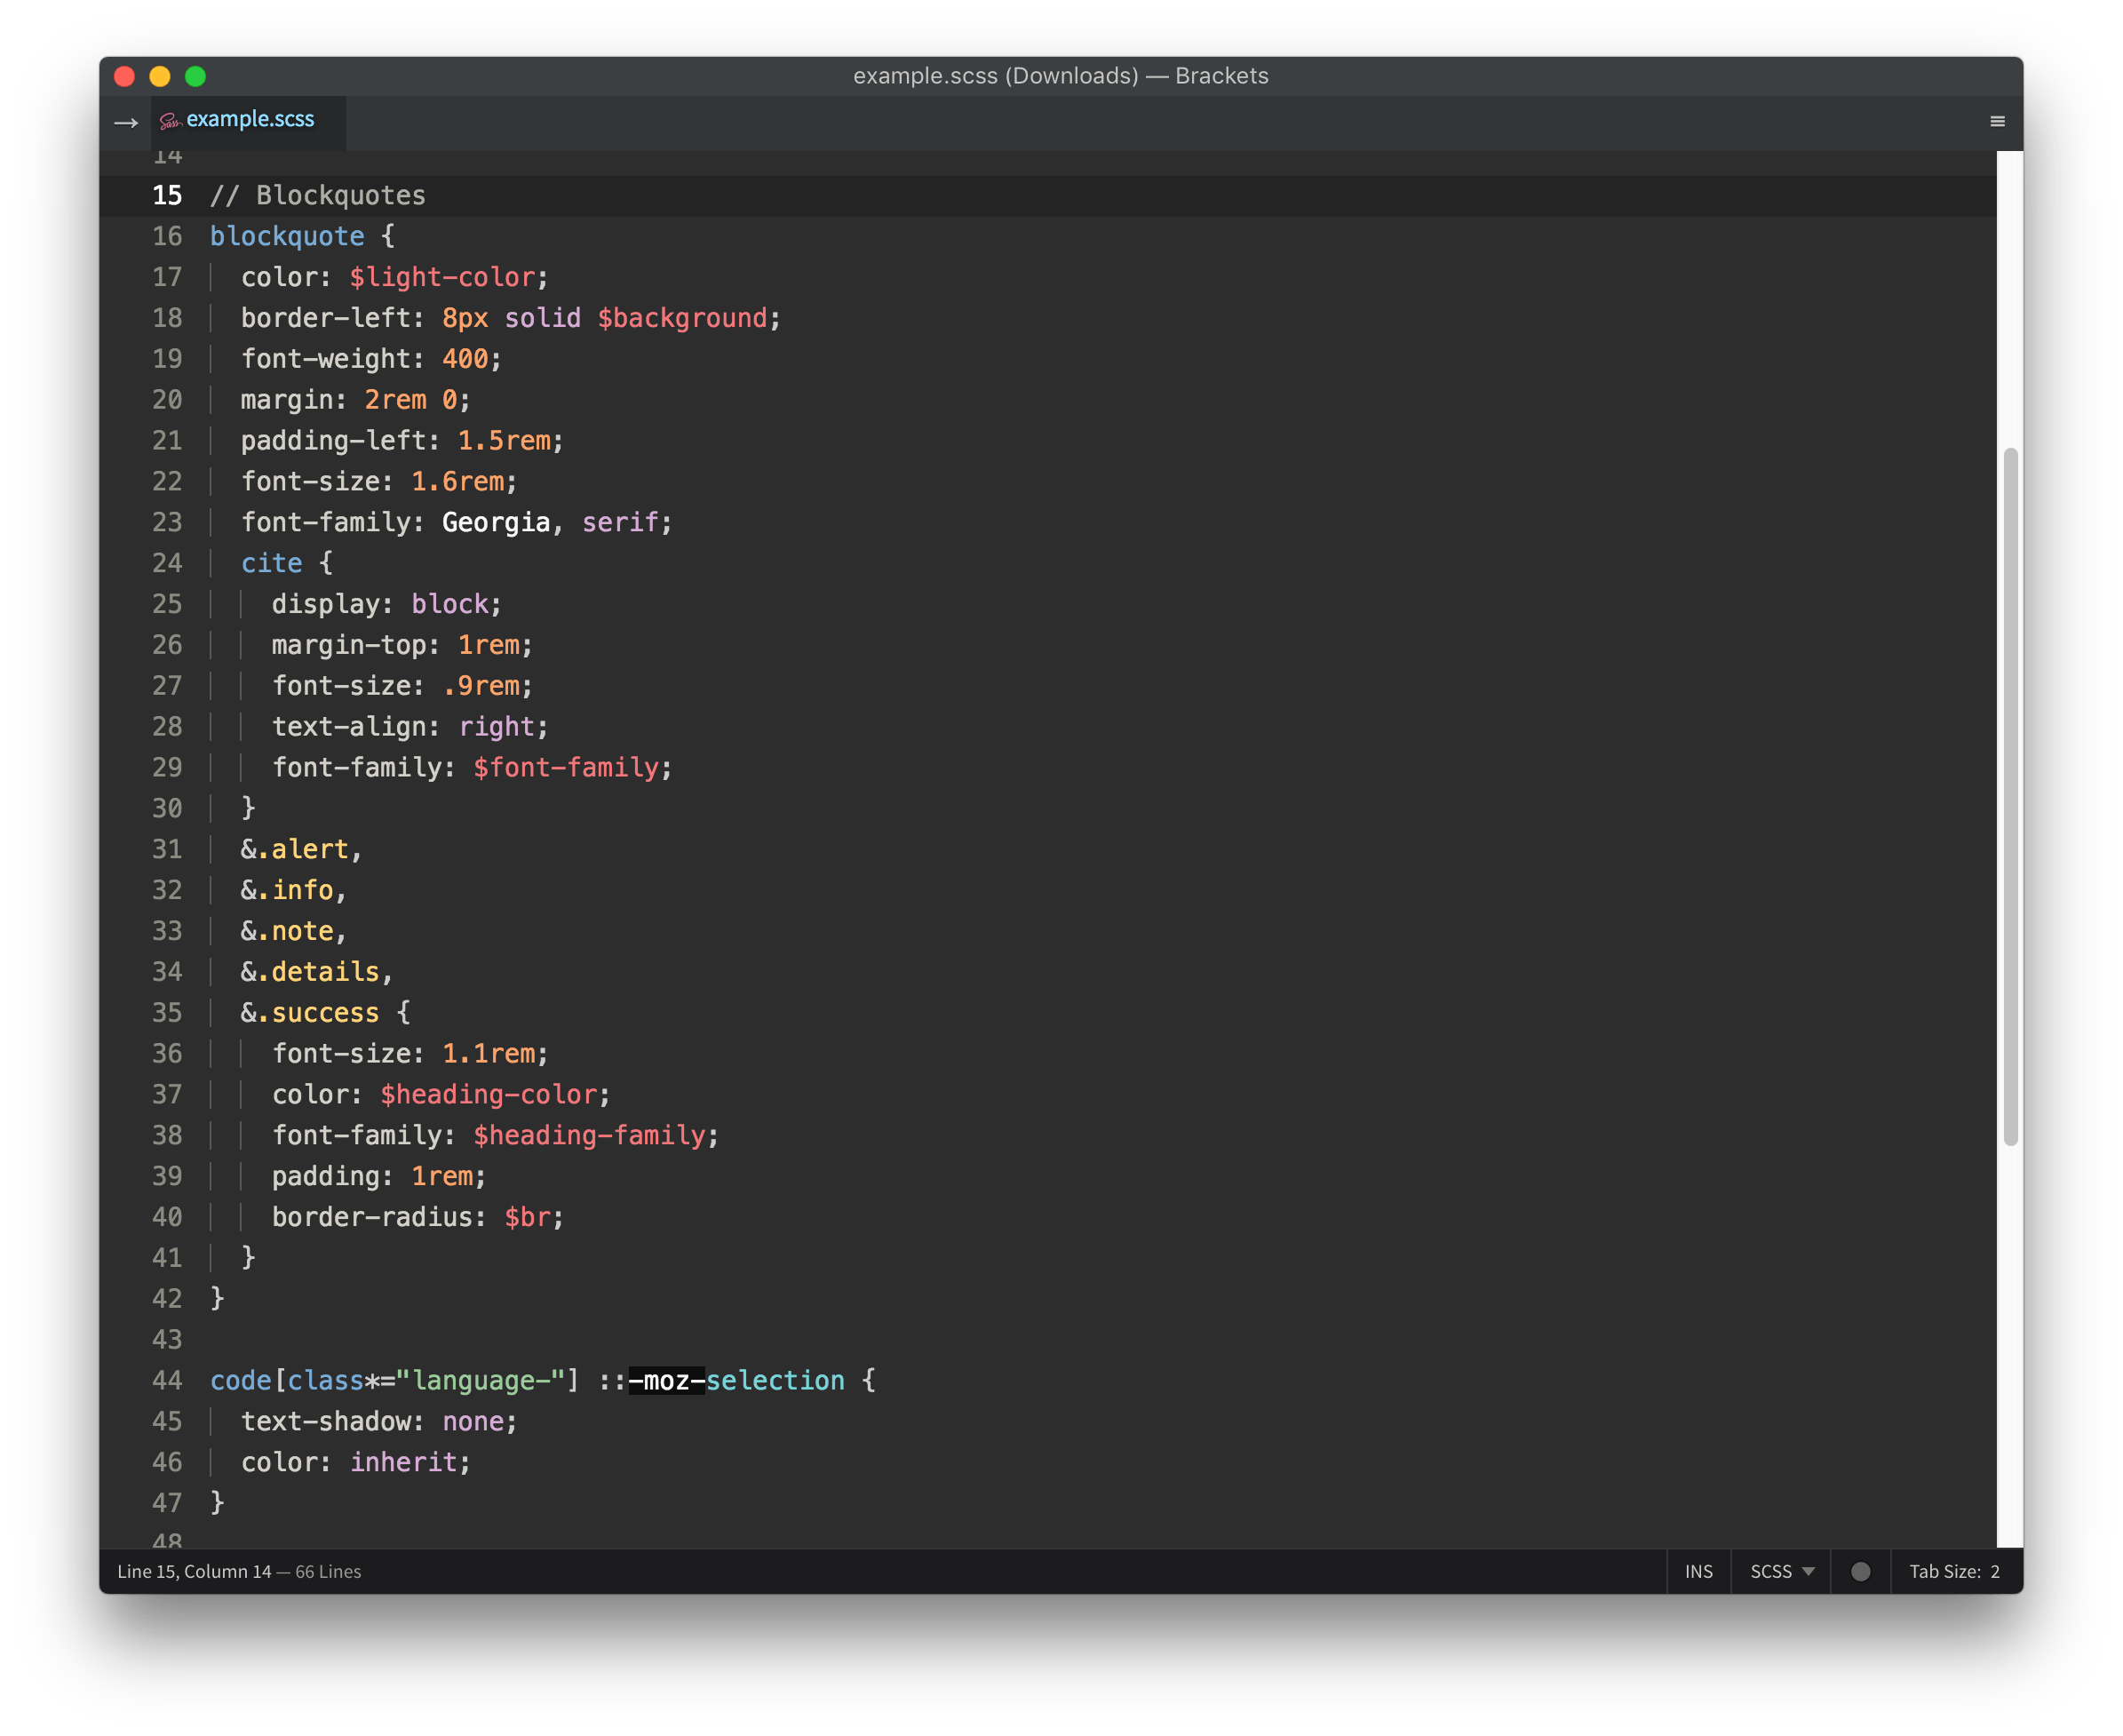 example.scss (Downloads) — Brackets
→ Sass example.scss
14
15 // Blockquotes
16 blockquote {
17   color: $light-color;
18   border-left: 8px solid $background;
19   font-weight: 400;
20   margin: 2rem 0;
21   padding-left: 1.5rem;
22   font-size: 1.6rem;
23   font-family: Georgia, serif;
24   cite {
25     display: block;
26     margin-top: 1rem;
27     font-size: .9rem;
28     text-align: right;
29     font-family: $font-family;
30   }
31   &.alert,
32   &.info,
33   &.note,
34   &.details,
35   &.success {
36     font-size: 1.1rem;
37     color: $heading-color;
38     font-family: $heading-family;
39     padding: 1rem;
40     border-radius: $br;
41   }
42 }
43
44 code[class*="language-"] ::-moz-selection {
45   text-shadow: none;
46   color: inherit;
47 }
48
Line 15, Column 14 — 66 Lines INS SCSS Tab Size: 2